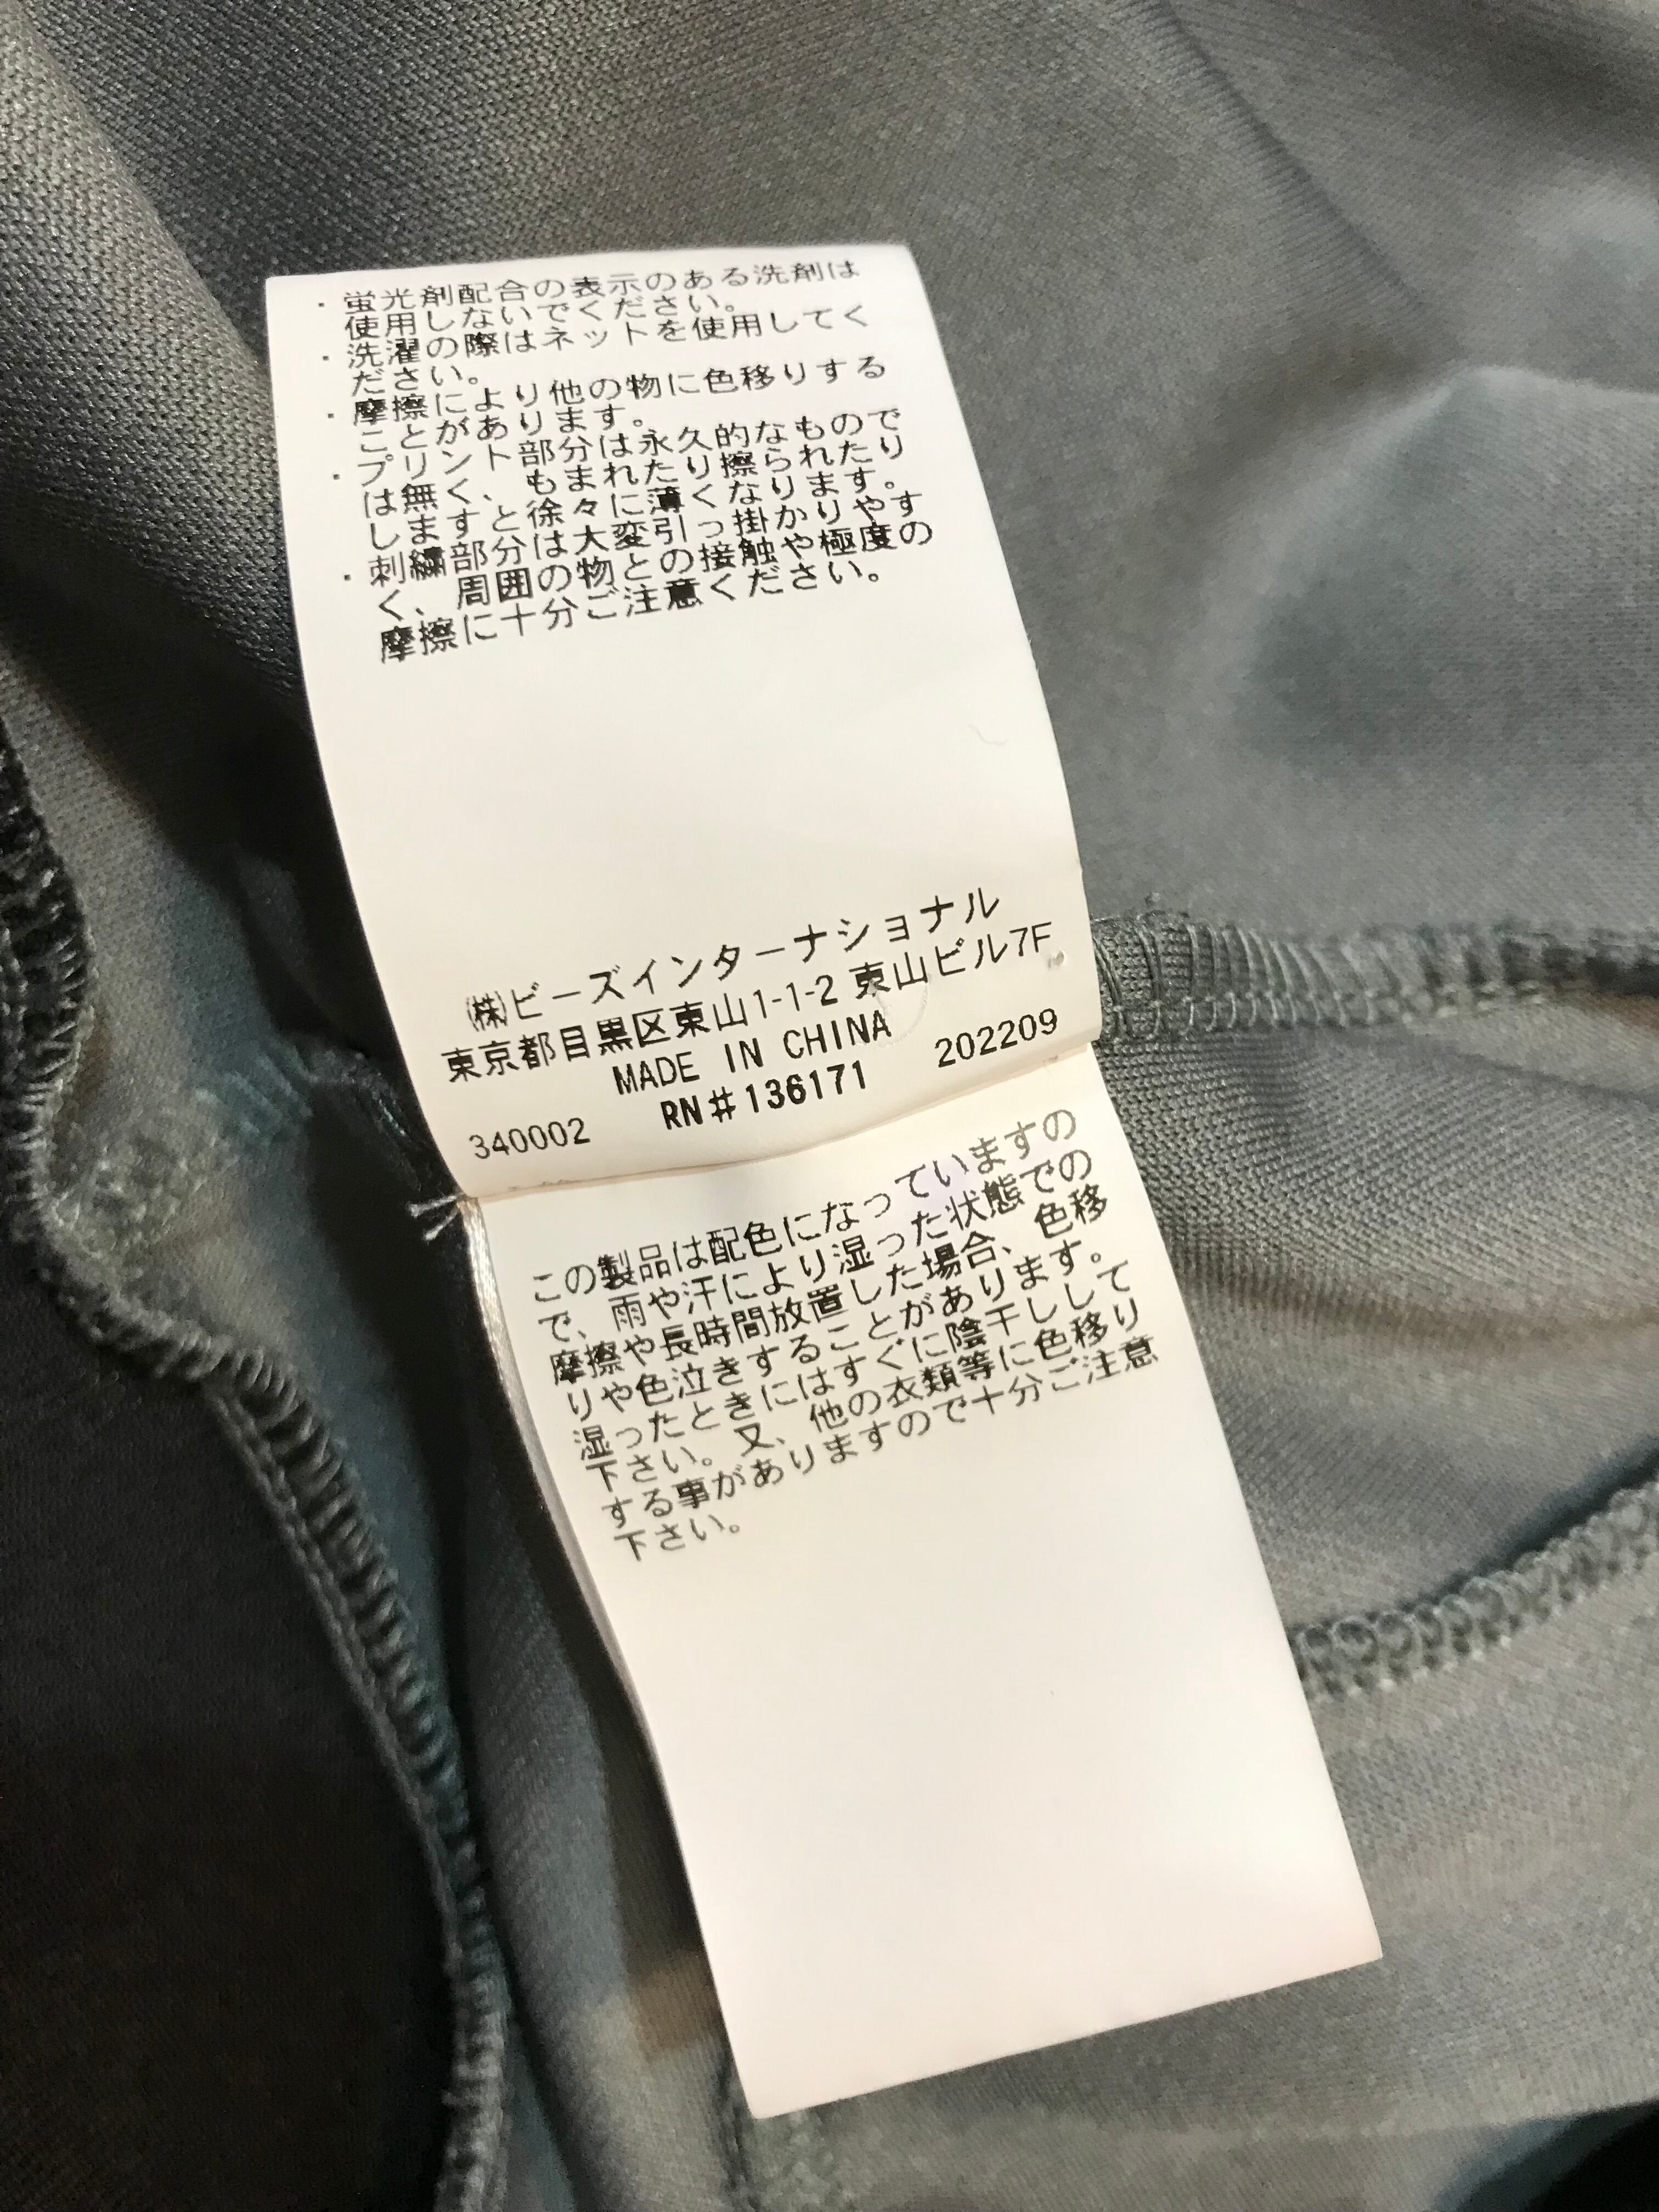 ・蛍光剤配合の表示のある洗剤は
使用しないでください。
・洗濯の際はネットを使用してく
ださい。
・摩擦により他の物に色移りする
ことがあります。
・プリント部分は永久的なもので
は無く、もまれたり擦られたり
しますと徐々に薄くなります。
・刺繍部分は大変引っ掛かりやす
く、周囲の物との接触や極度の
摩擦に十分ご注意ください。
㈱ビーズインターナショナル
東京都目黒区東山1-1-2 東山ビル7F
MADE IN CHINA
340002 RN#136171 202209
この製品は配色になっていますの
で、雨や汗により湿った状態での
摩擦や長時間放置した場合、色移
りや色泣きすることがあります。
湿ったときにはすぐに陰干しして
下さい。又、他の衣類等に色移り
する事がありますので十分ご注意
下さい。